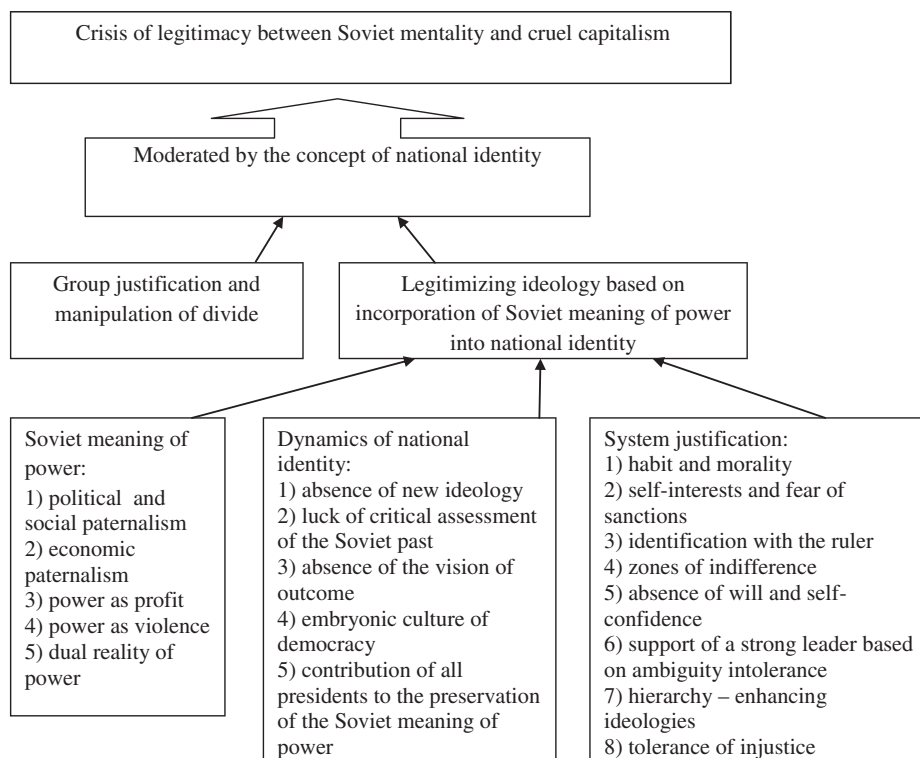 Crisis of legitimacy between Soviet mentality and cruel capitalism
Moderated by the concept of national identity
Group justification and
manipulation of divide
Legitimizing ideology based on
incorporation of Soviet meaning of power
into national identity
Soviet meaning of
power:
1) political and
social paternalism
2) economic
paternalism
3) power as profit
4) power as violence
5) dual reality of
power
Dynamics of national
identity:
1) absence of new ideology
2) luck of critical assessment
of the Soviet past
3) absence of the vision of
outcome
4) embryonic culture of
democracy
5) contribution of all
presidents to the preservation
of the Soviet meaning of
power
System justification:
1) habit and morality
2) self-interests and fear of
sanctions
3) identification with the ruler
4) zones of indifference
5) absence of will and self-
confidence
6) support of a strong leader based
on ambiguity intolerance
7) hierarchy – enhancing
ideologies
8) tolerance of injustice